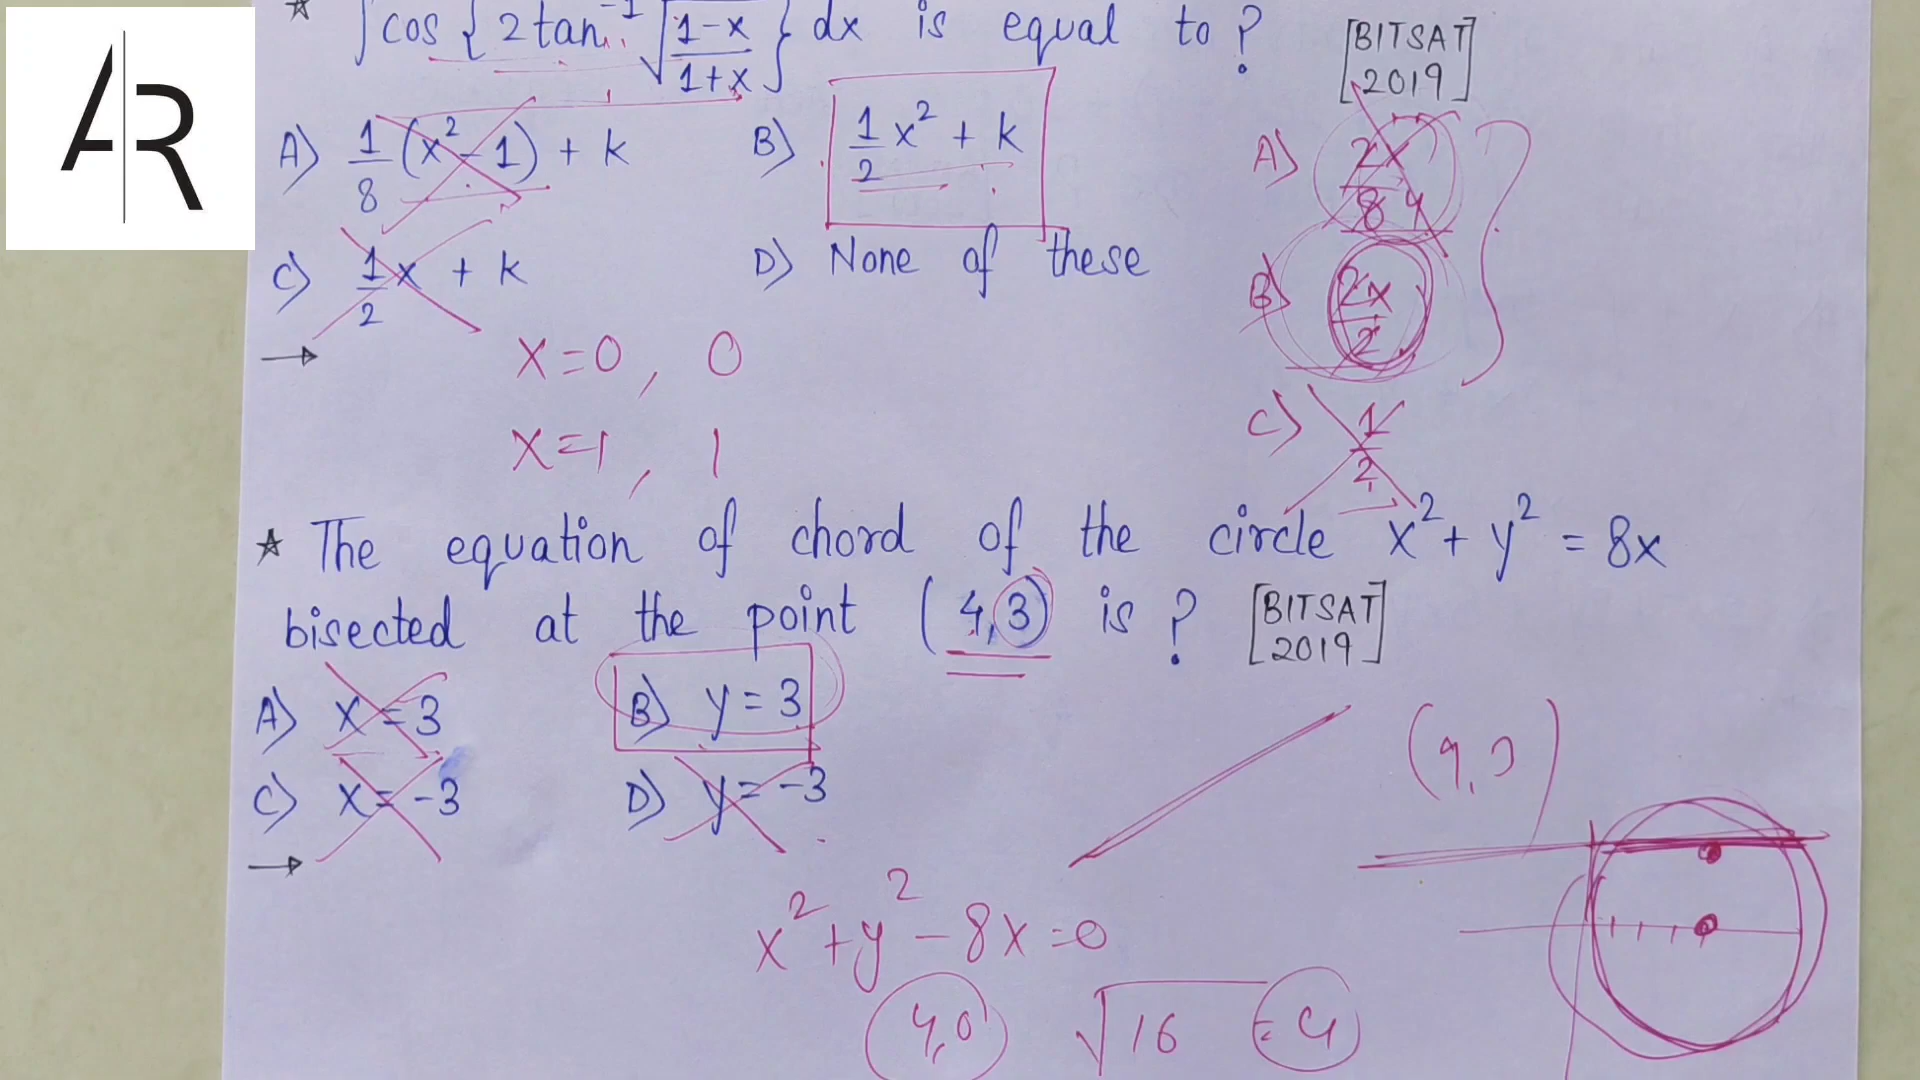 AR
☆ ∫cos {2tan⁻¹ √(1-x / 1+x)} dx is equal to ? [BITSAT 2019]
A) 1/8 (x² - 1) + k B) 1/2 x² + k
C) 1/2 x + k D) None of these
→
x=0, 0
x=1, 1
A) 2x/8 4
B) 2x/2
C) 1/2
☆ The equation of chord of the circle x² + y² = 8x
bisected at the point (4,3) is ? [BITSAT 2019]
A) x = 3 B) y = 3
C) x = -3 D) y = -3
→
x² + y² - 8x = 0
4,0 √16 = 4